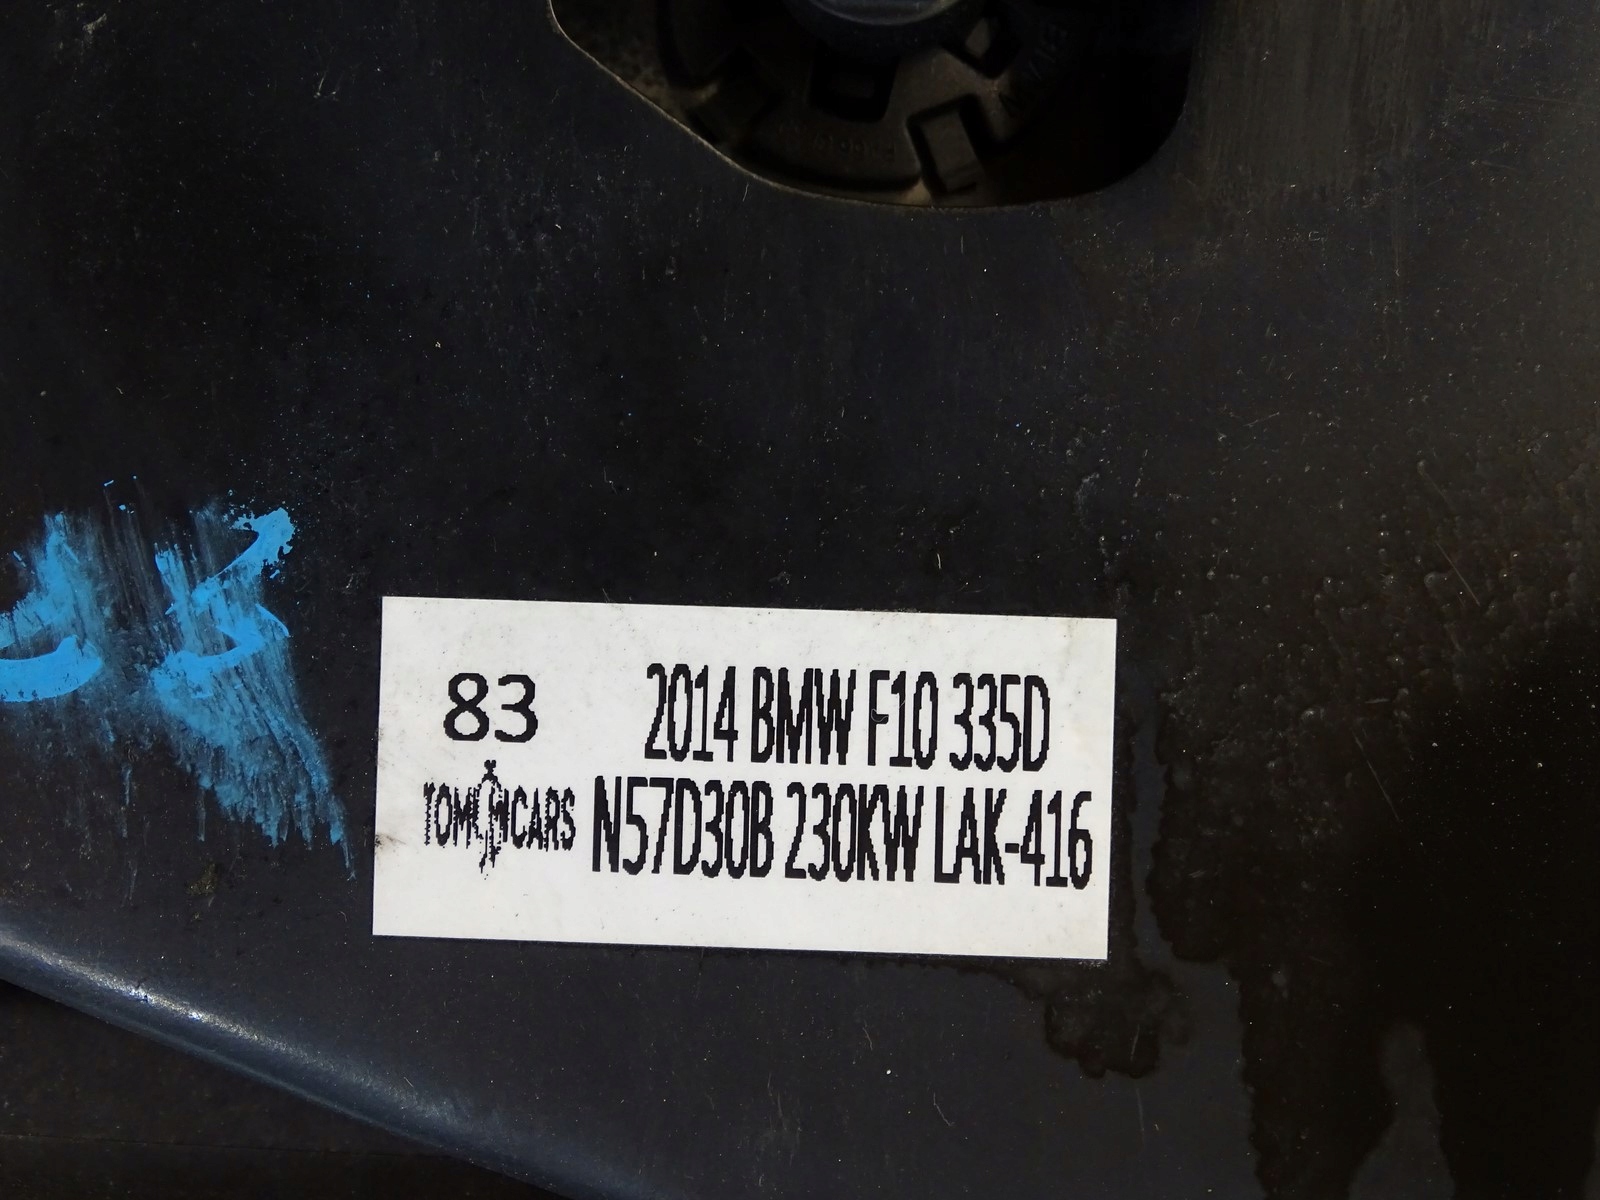 83
2014 BMW F10 335D
TOM CARS
N57D30B 230KW LAK-416